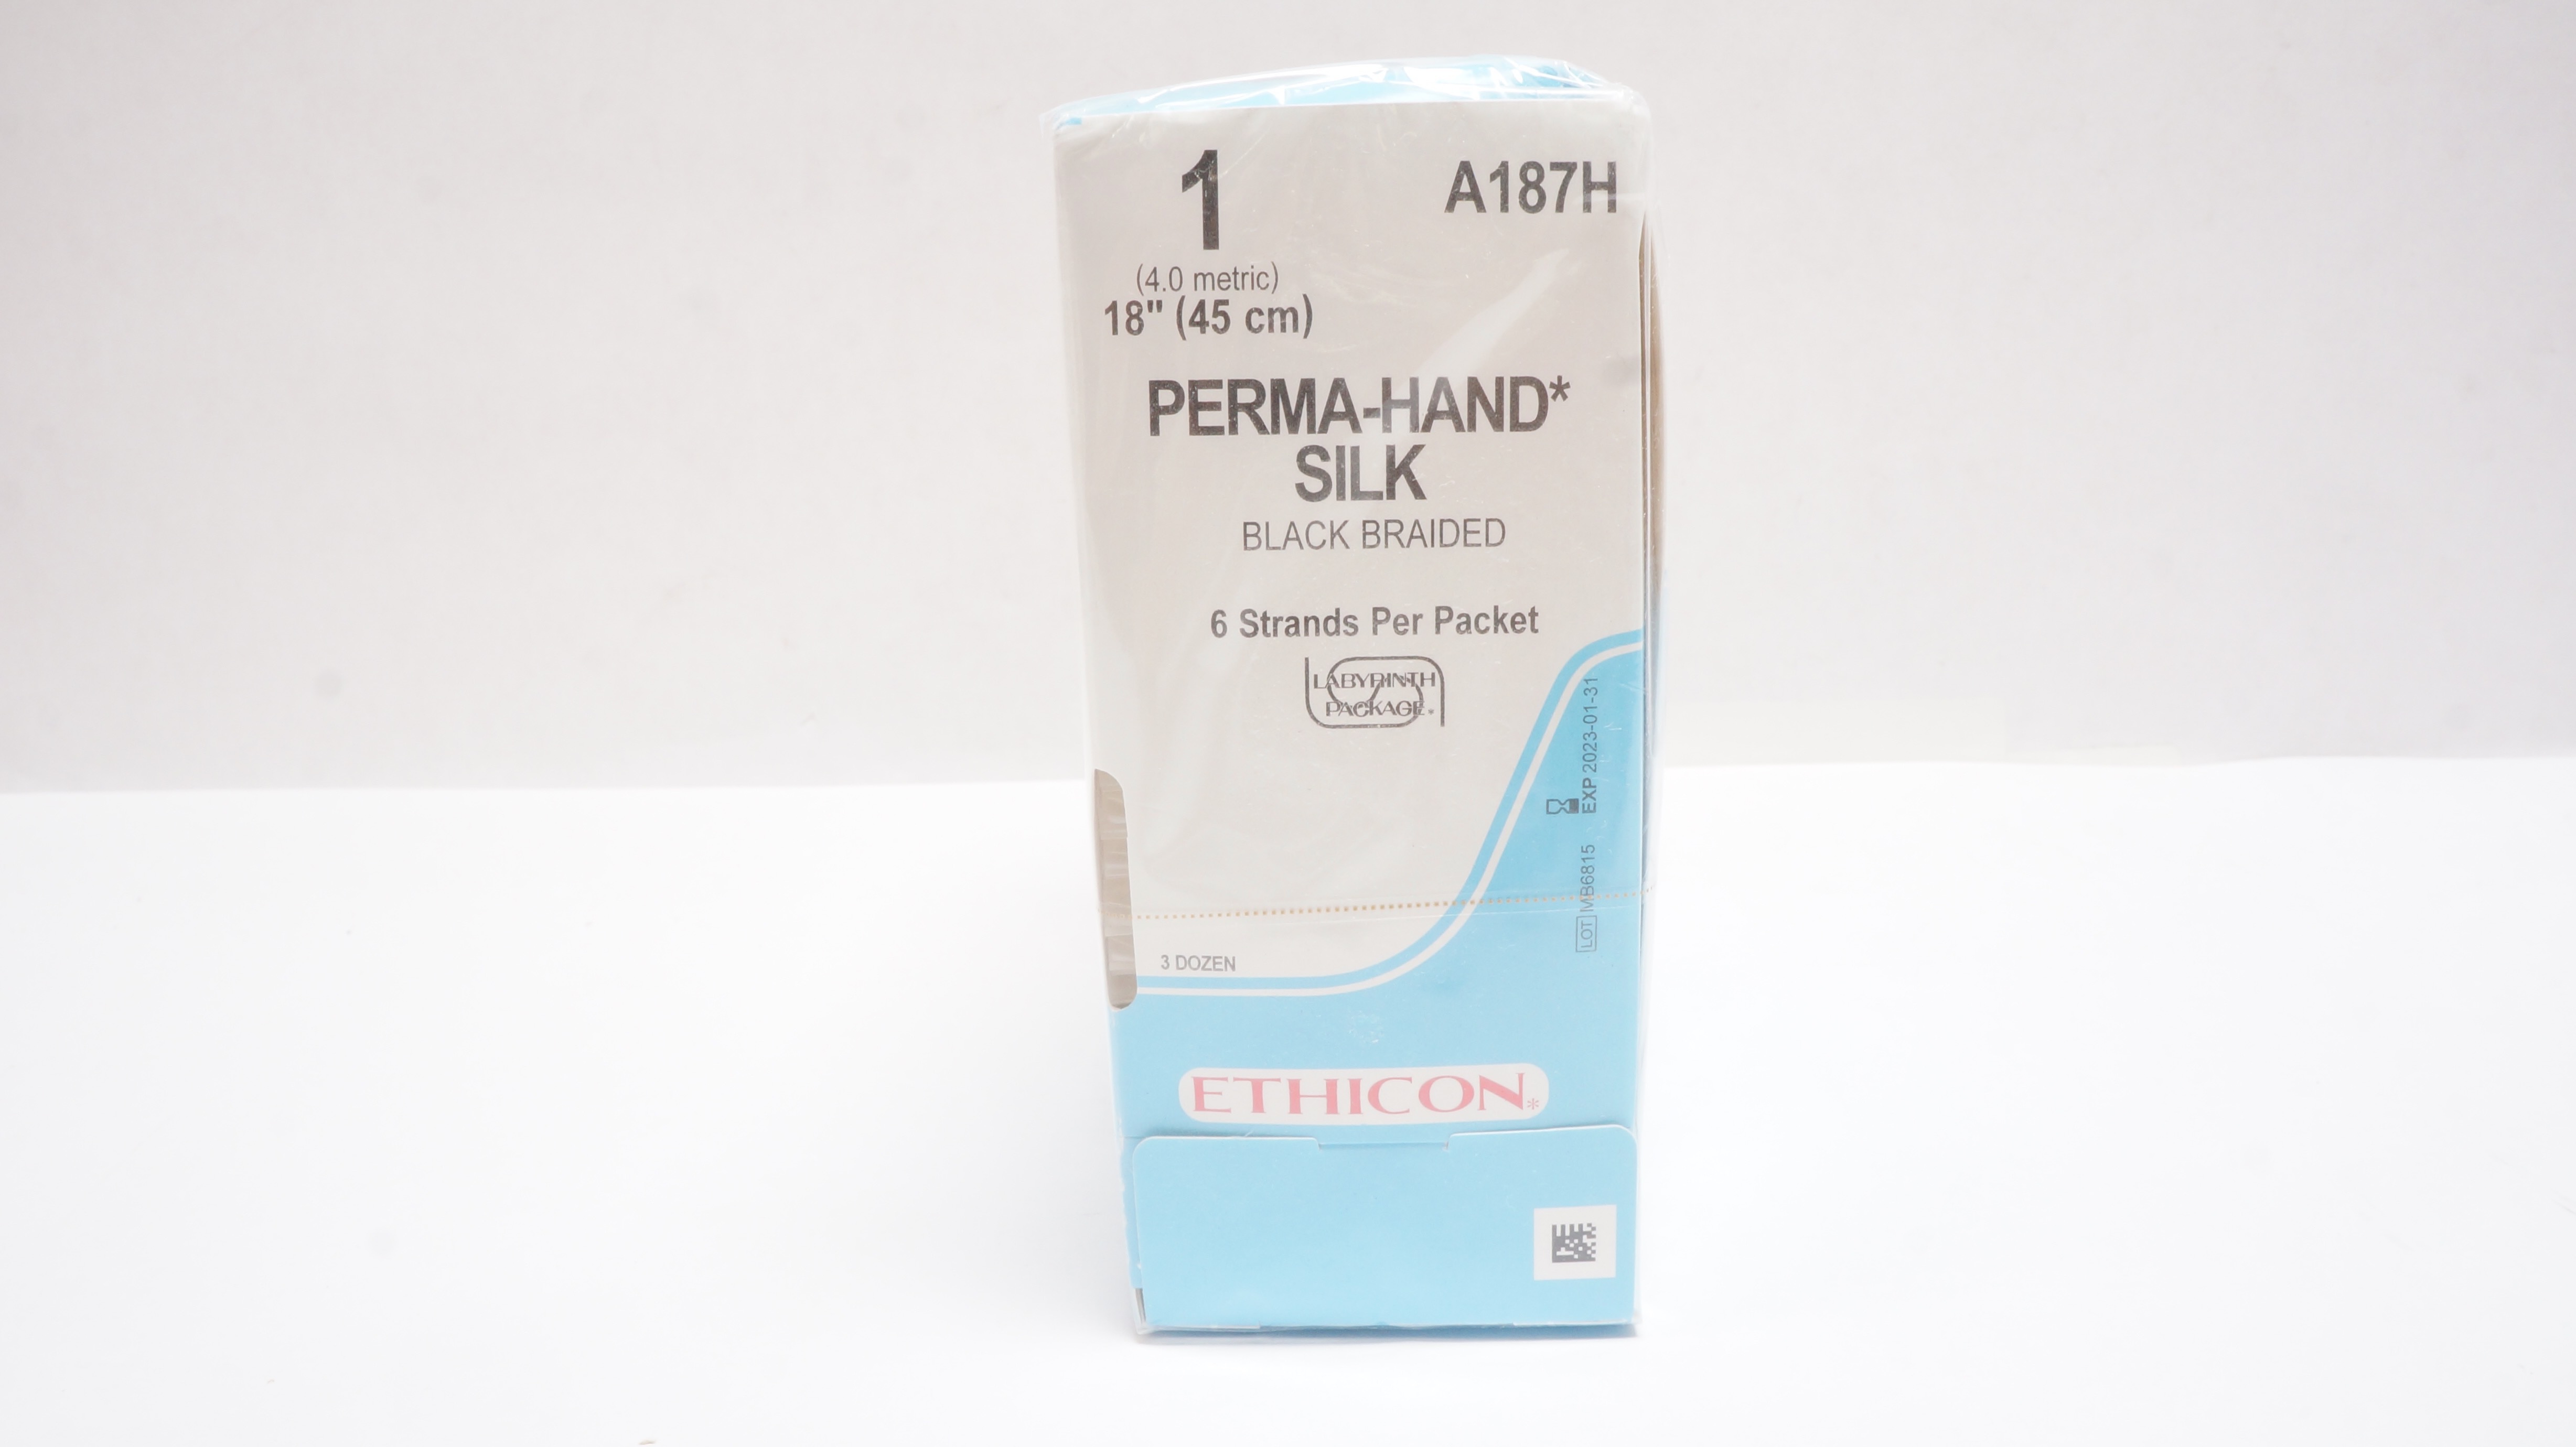 1
A187H
(4.0 metric)
18" (45 cm)
PERMA-HAND*
SILK
BLACK BRAIDED
6 Strands Per Packet
LABYRINTH
PACKAGE*
EXP 2023-01-31
LOT MB6815
3 DOZEN
ETHICON*